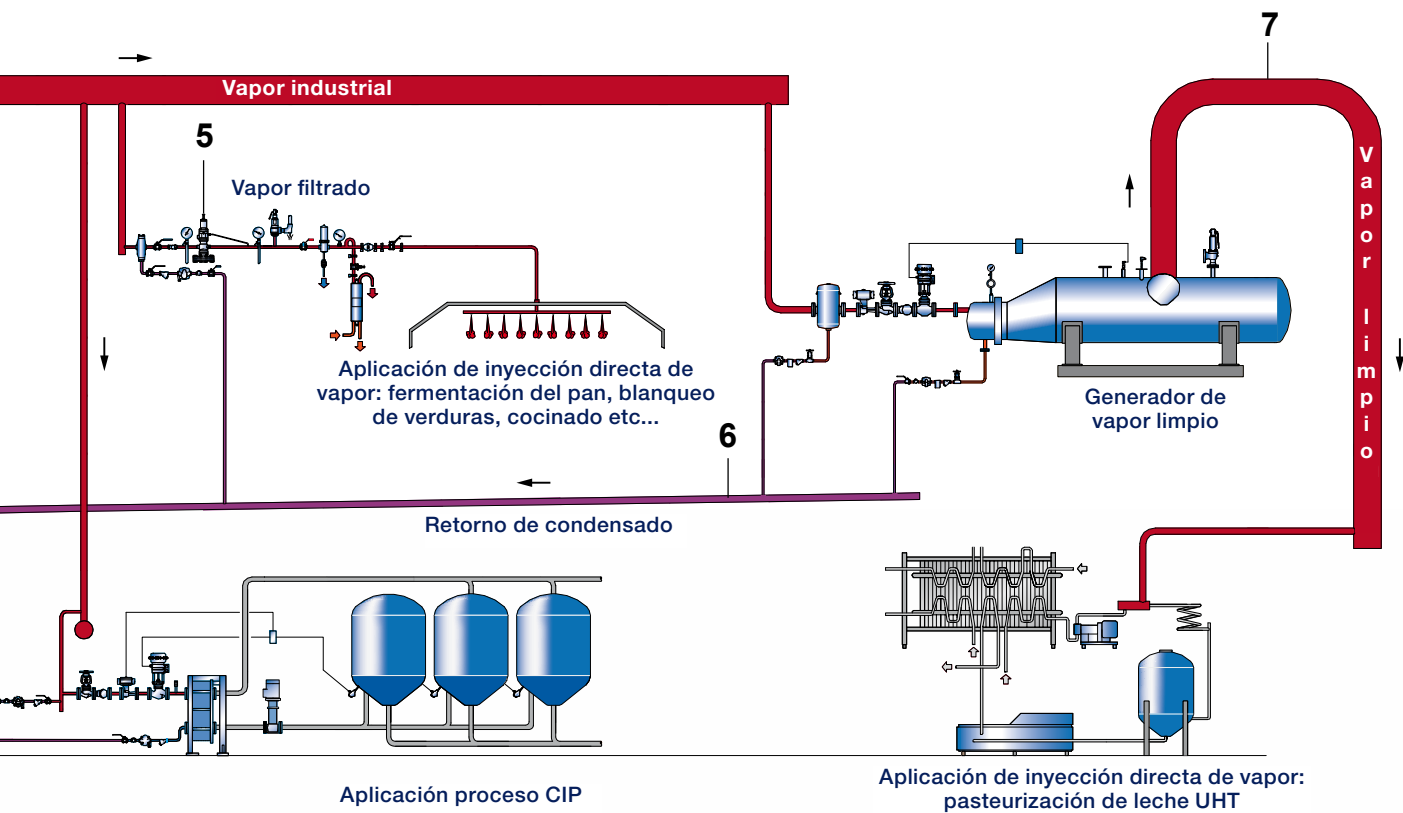 7
Vapor industrial
5
Vapor filtrado
Vapor limpio
Aplicación de inyección directa de
vapor: fermentación del pan, blanqueo
de verduras, cocinado etc...
Generador de
vapor limpio
6
Retorno de condensado
Aplicación proceso CIP
Aplicación de inyección directa de vapor:
pasteurización de leche UHT